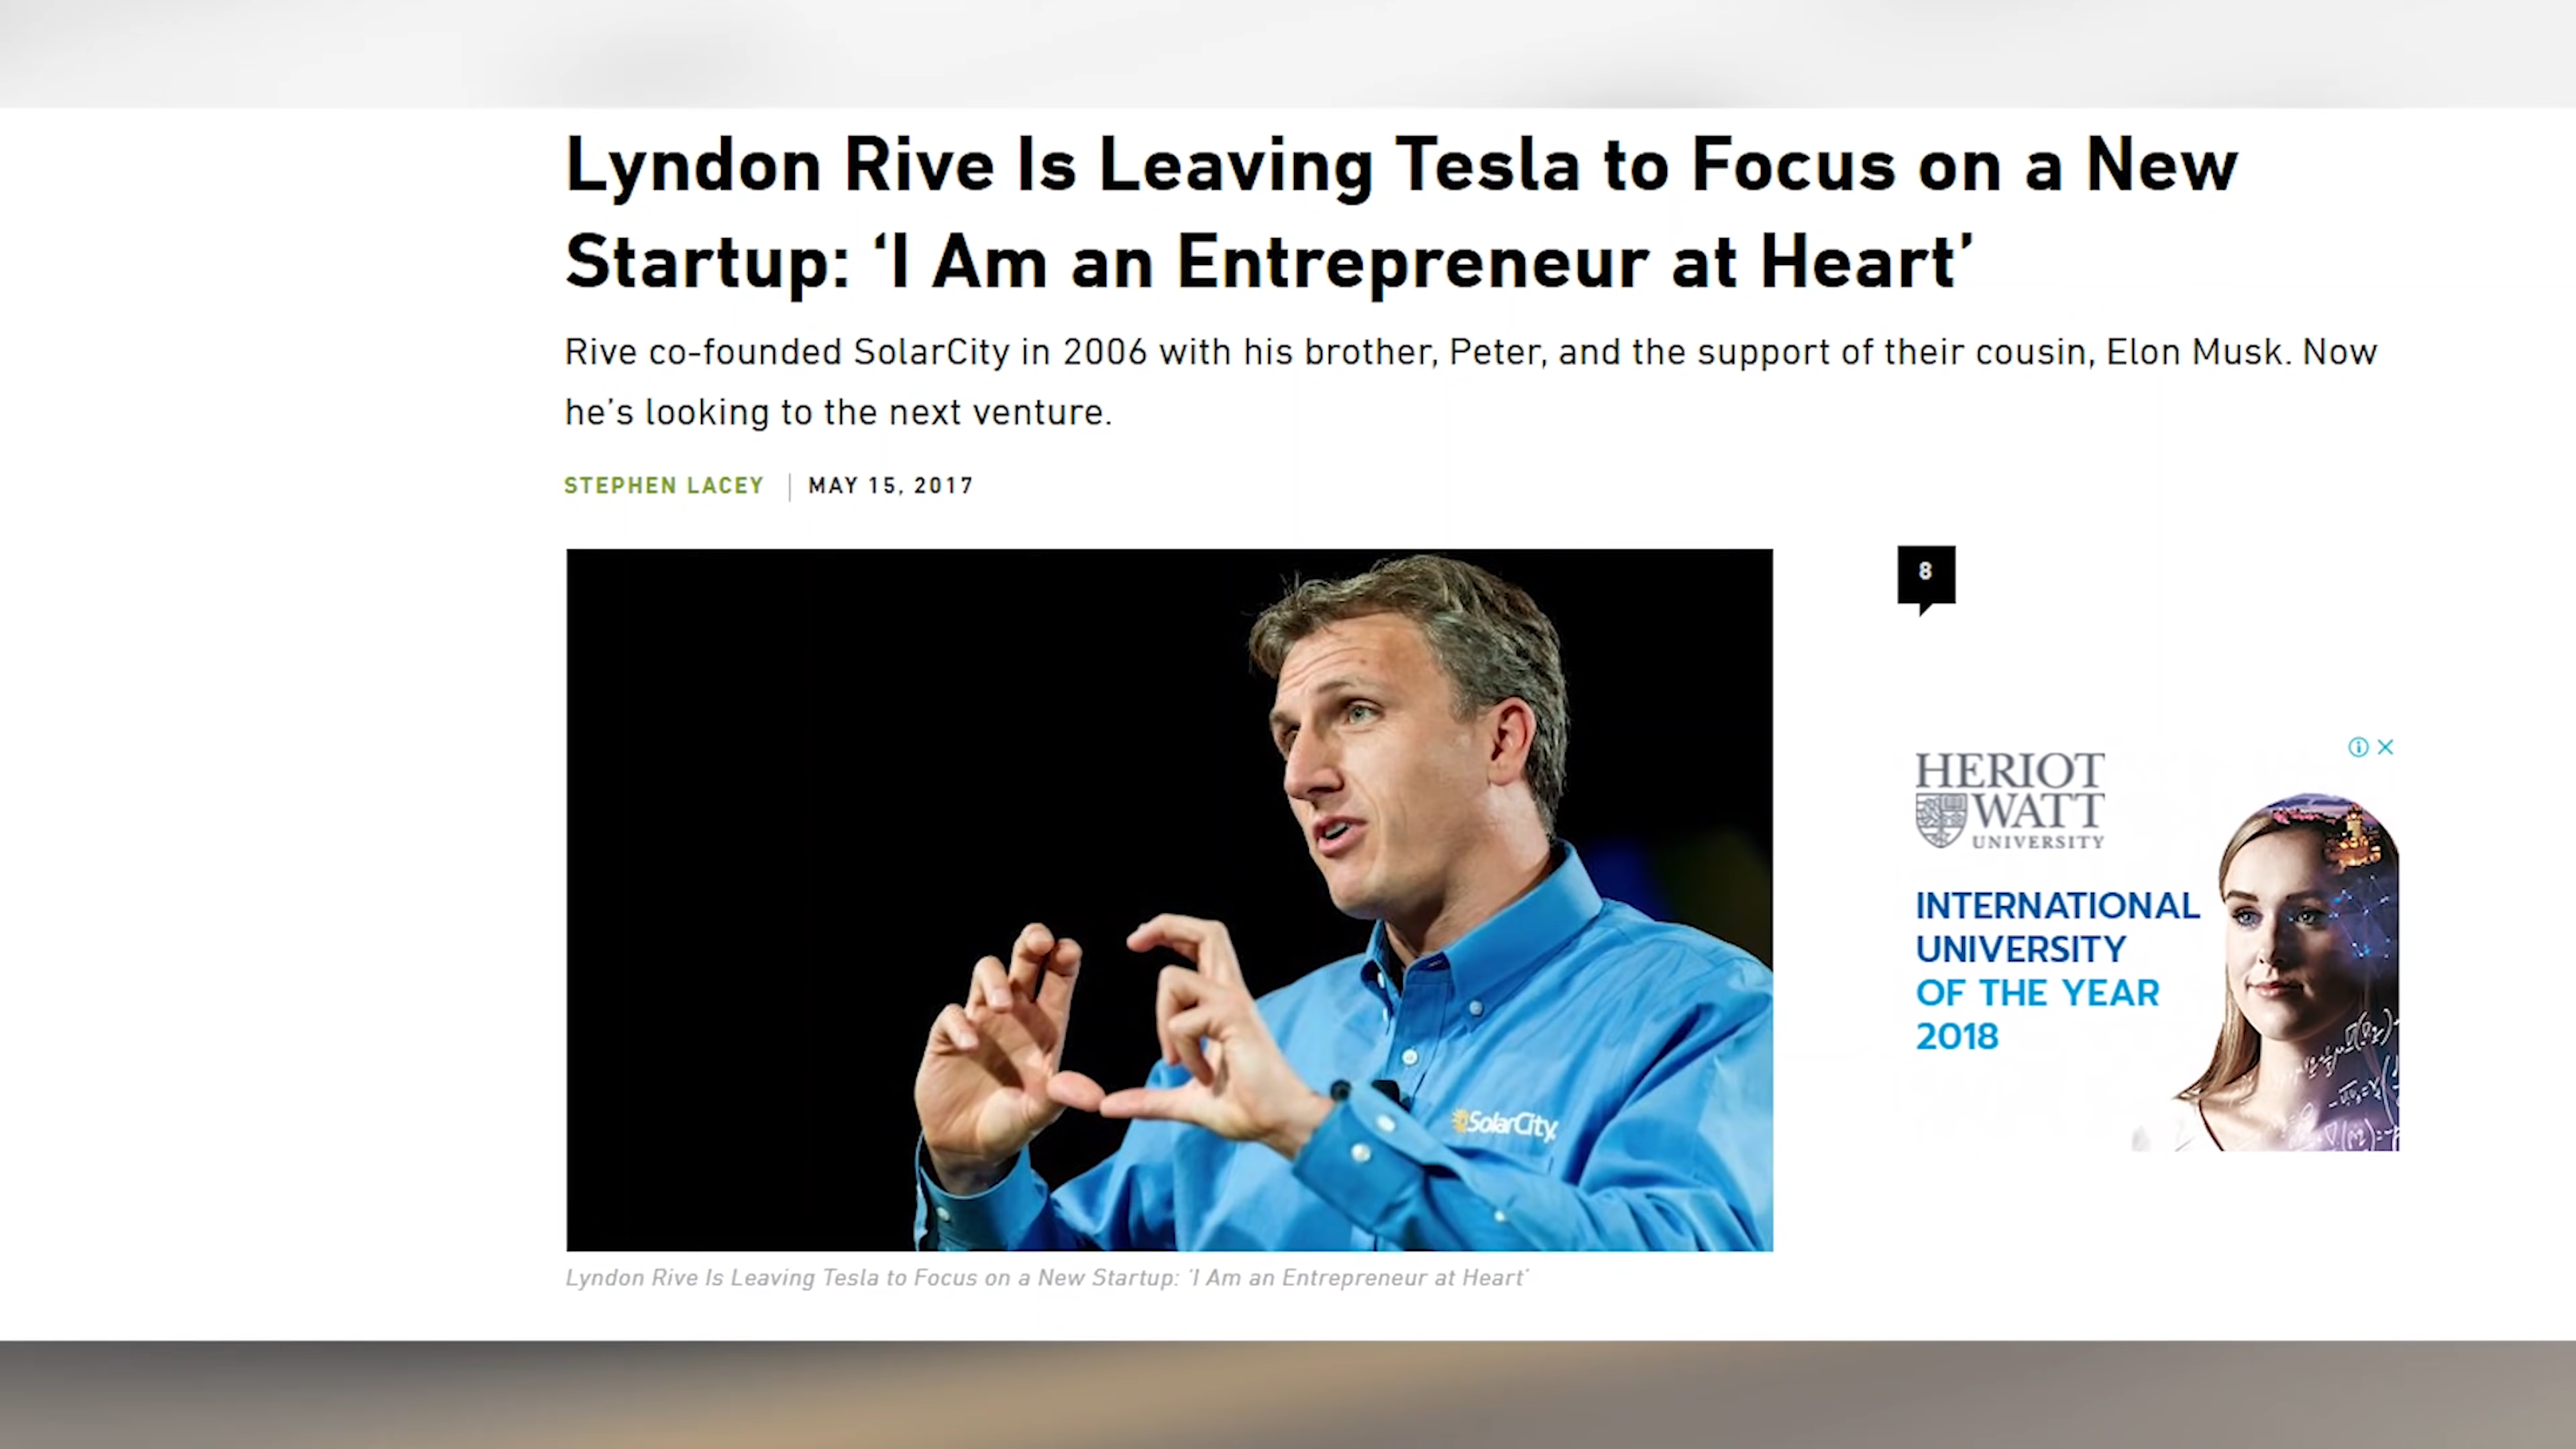 Lyndon Rive Is Leaving Tesla to Focus on a New
Startup: ‘I Am an Entrepreneur at Heart’
Rive co-founded SolarCity in 2006 with his brother, Peter, and the support of their cousin, Elon Musk. Now
he’s looking to the next venture.
STEPHEN LACEY | MAY 15, 2017
8
SolarCity
Lyndon Rive Is Leaving Tesla to Focus on a New Startup: ‘I Am an Entrepreneur at Heart’
HERIOT
WATT
UNIVERSITY
INTERNATIONAL
UNIVERSITY
OF THE YEAR
2018